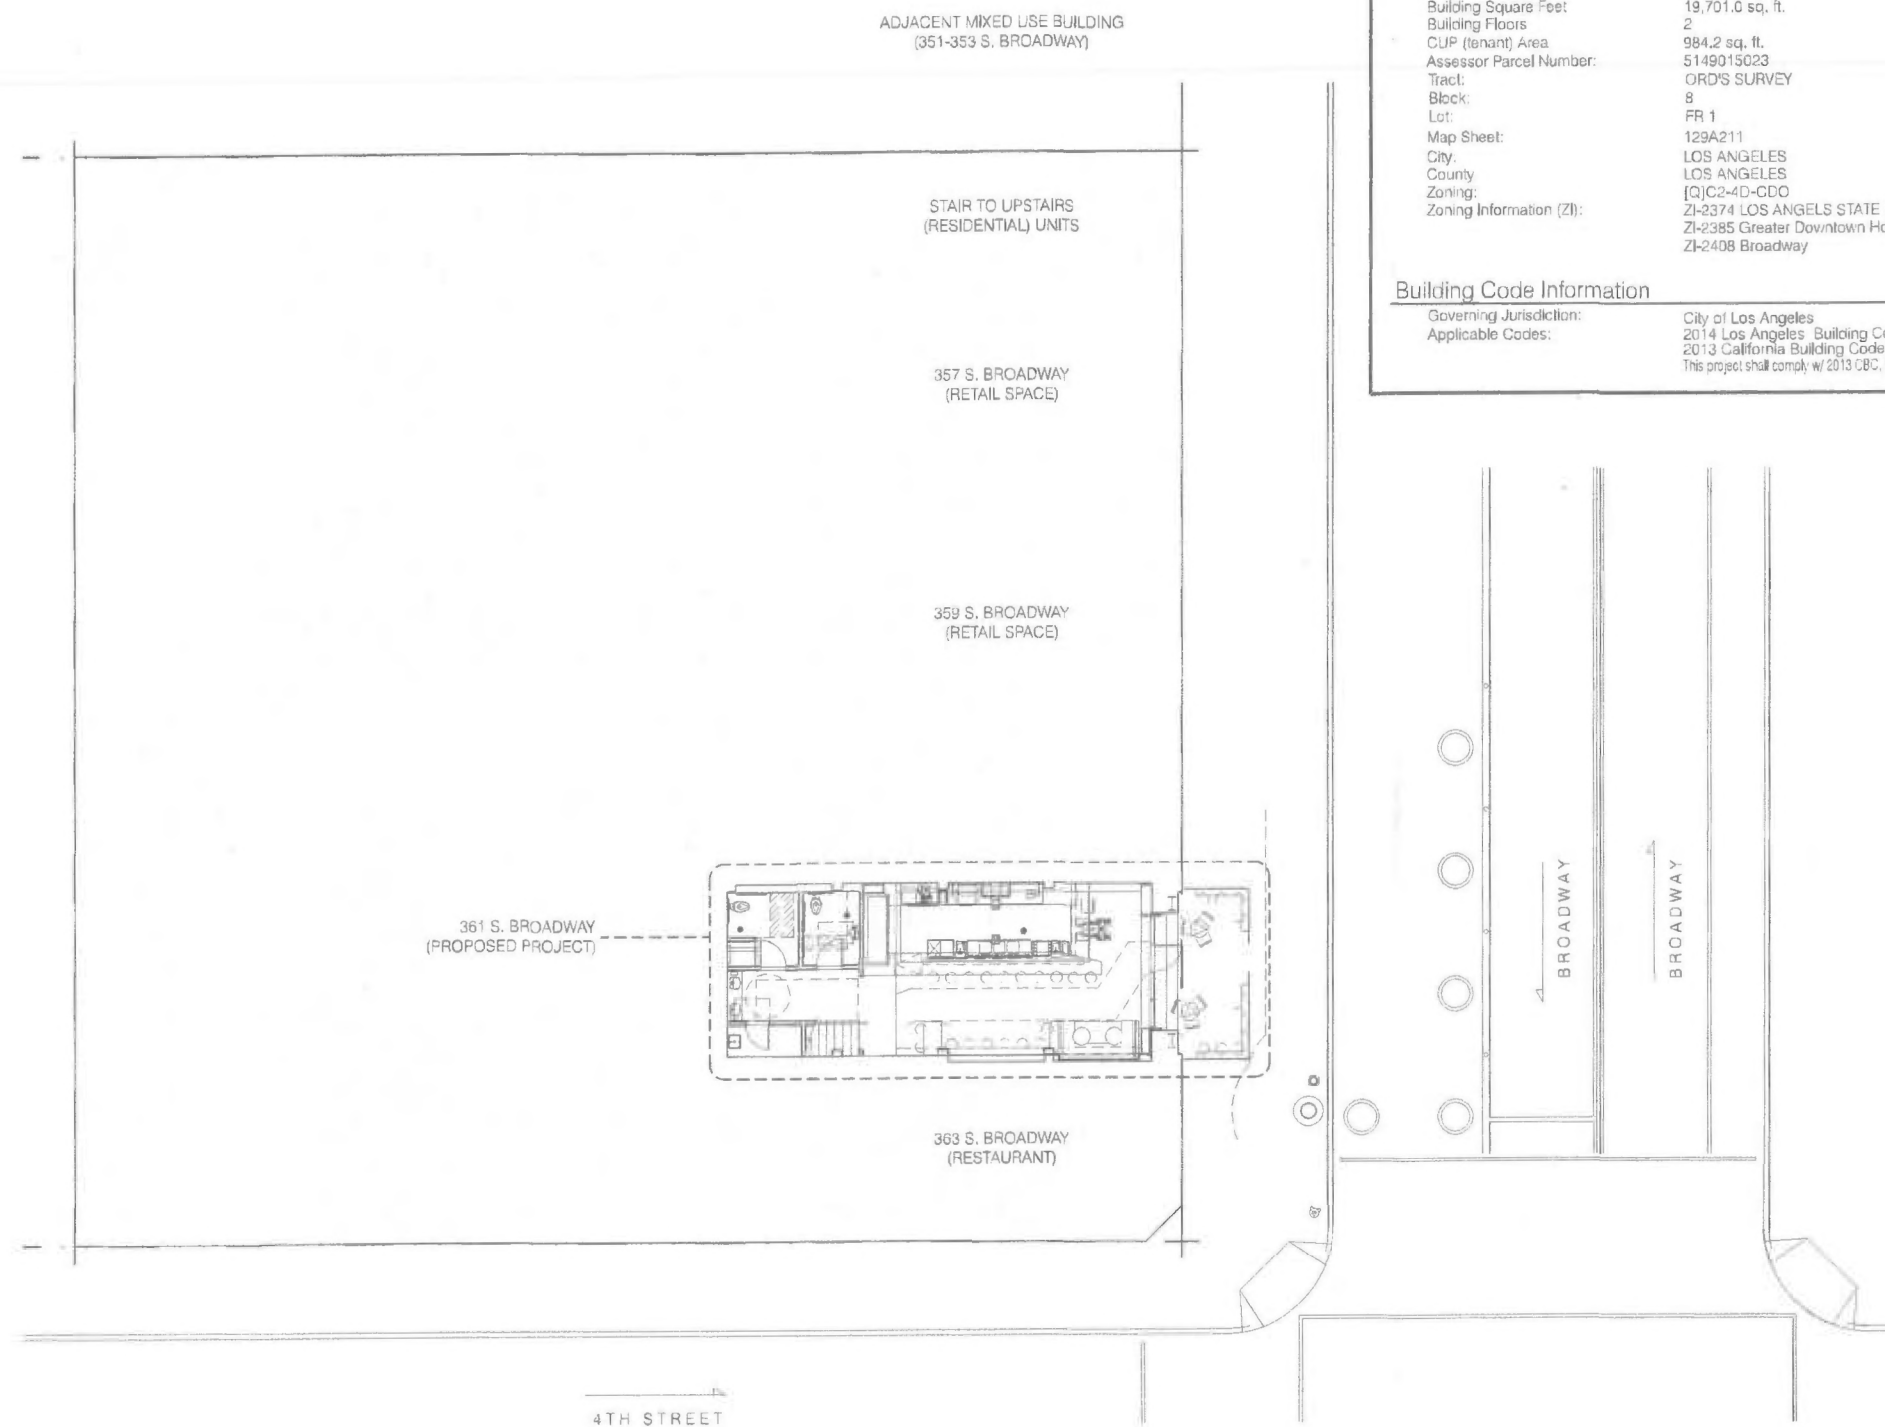 ADJACENT MIXED USE BUILDING
(351-353 S. BROADWAY)
Building Square Feet 19,701.0 sq. ft.
Building Floors 2
CUP (tenant) Area 984.2 sq. ft.
Assessor Parcel Number: 5149015023
Tract: ORD'S SURVEY
Block: 8
Lot: FR 1
Map Sheet: 129A211
City. LOS ANGELES
County LOS ANGELES
Zoning: [Q]C2-4D-CDO
Zoning Information (ZI): ZI-2374 LOS ANGELS STATE
ZI-2385 Greater Downtown Ho
ZI-2408 Broadway
Building Code Information
Governing Jurisdiction: City of Los Angeles
Applicable Codes: 2014 Los Angeles Building Co
2013 California Building Code
This project shall comply w/ 2013 CBC,
STAIR TO UPSTAIRS
(RESIDENTIAL) UNITS
357 S. BROADWAY
(RETAIL SPACE)
359 S. BROADWAY
(RETAIL SPACE)
361 S. BROADWAY
(PROPOSED PROJECT)
BROADWAY
BROADWAY
363 S. BROADWAY
(RESTAURANT)
4TH STREET